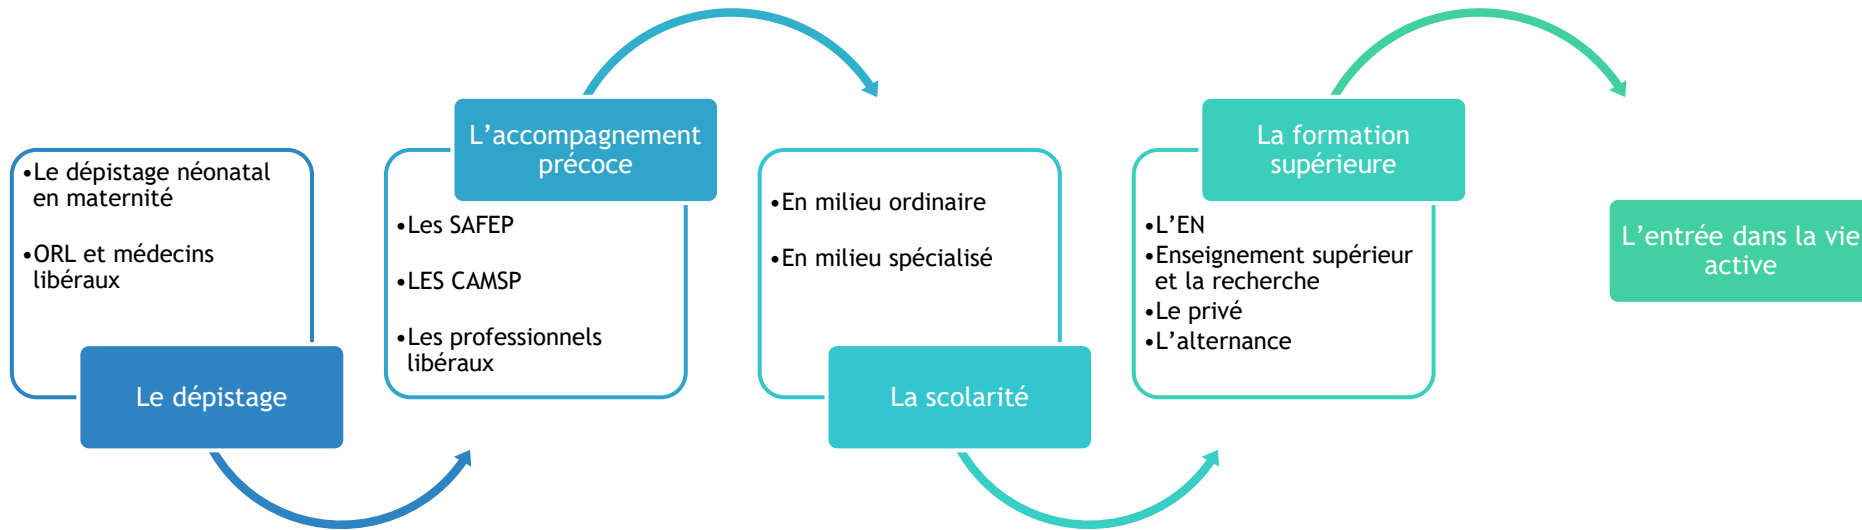 •Le dépistage néonatal
en maternité
•ORL et médecins
libéraux
Le dépistage
L’accompagnement
précoce
•Les SAFEP
•LES CAMSP
•Les professionnels
libéraux
•En milieu ordinaire
•En milieu spécialisé
La scolarité
La formation
supérieure
•L’EN
•Enseignement supérieur
et la recherche
•Le privé
•L’alternance
L’entrée dans la vie
active